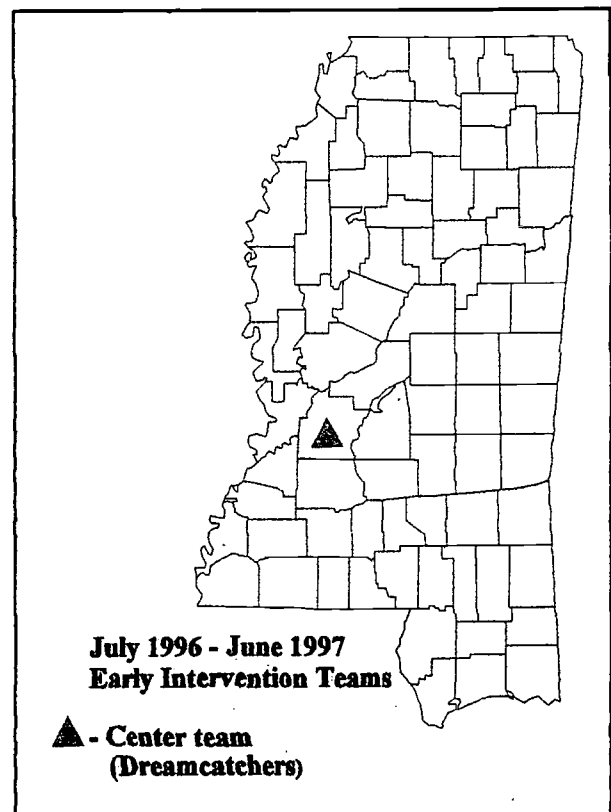 July 1996 - June 1997
Early Intervention Teams
- Center team
(Dreamcatchers)